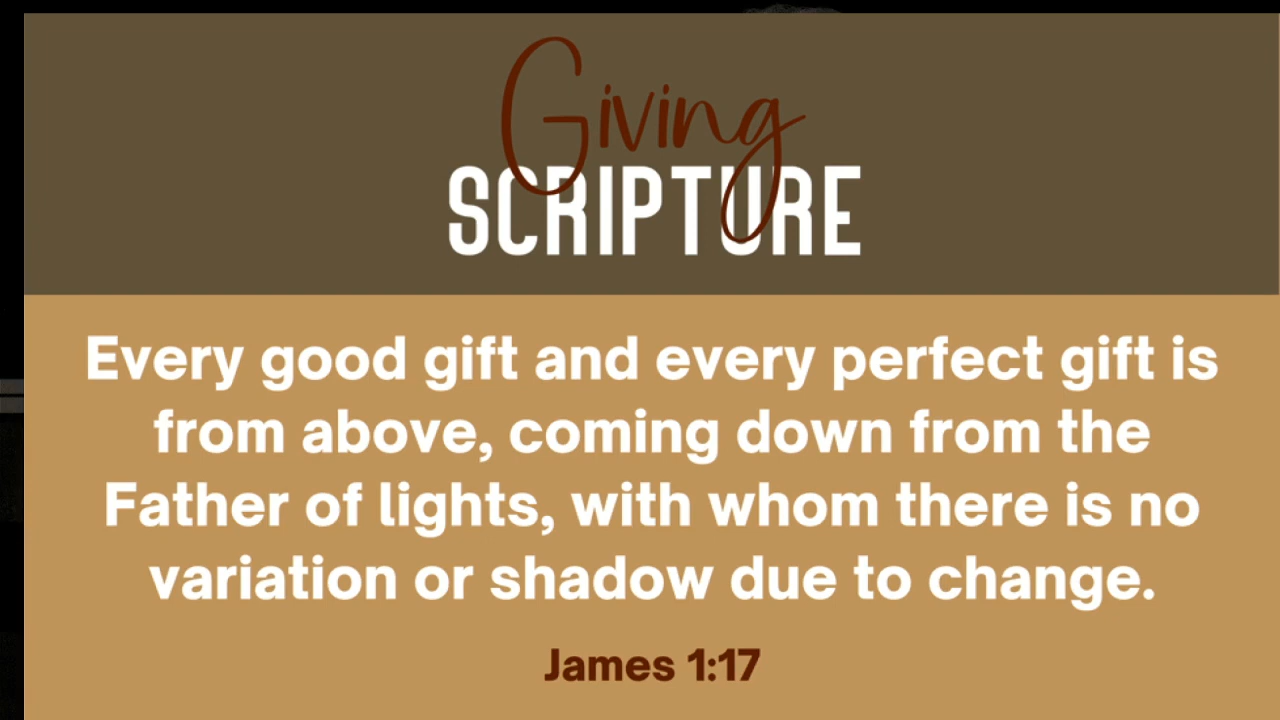 Giving
SCRIPTURE
Every good gift and every perfect gift is
from above, coming down from the
Father of lights, with whom there is no
variation or shadow due to change.
James 1:17